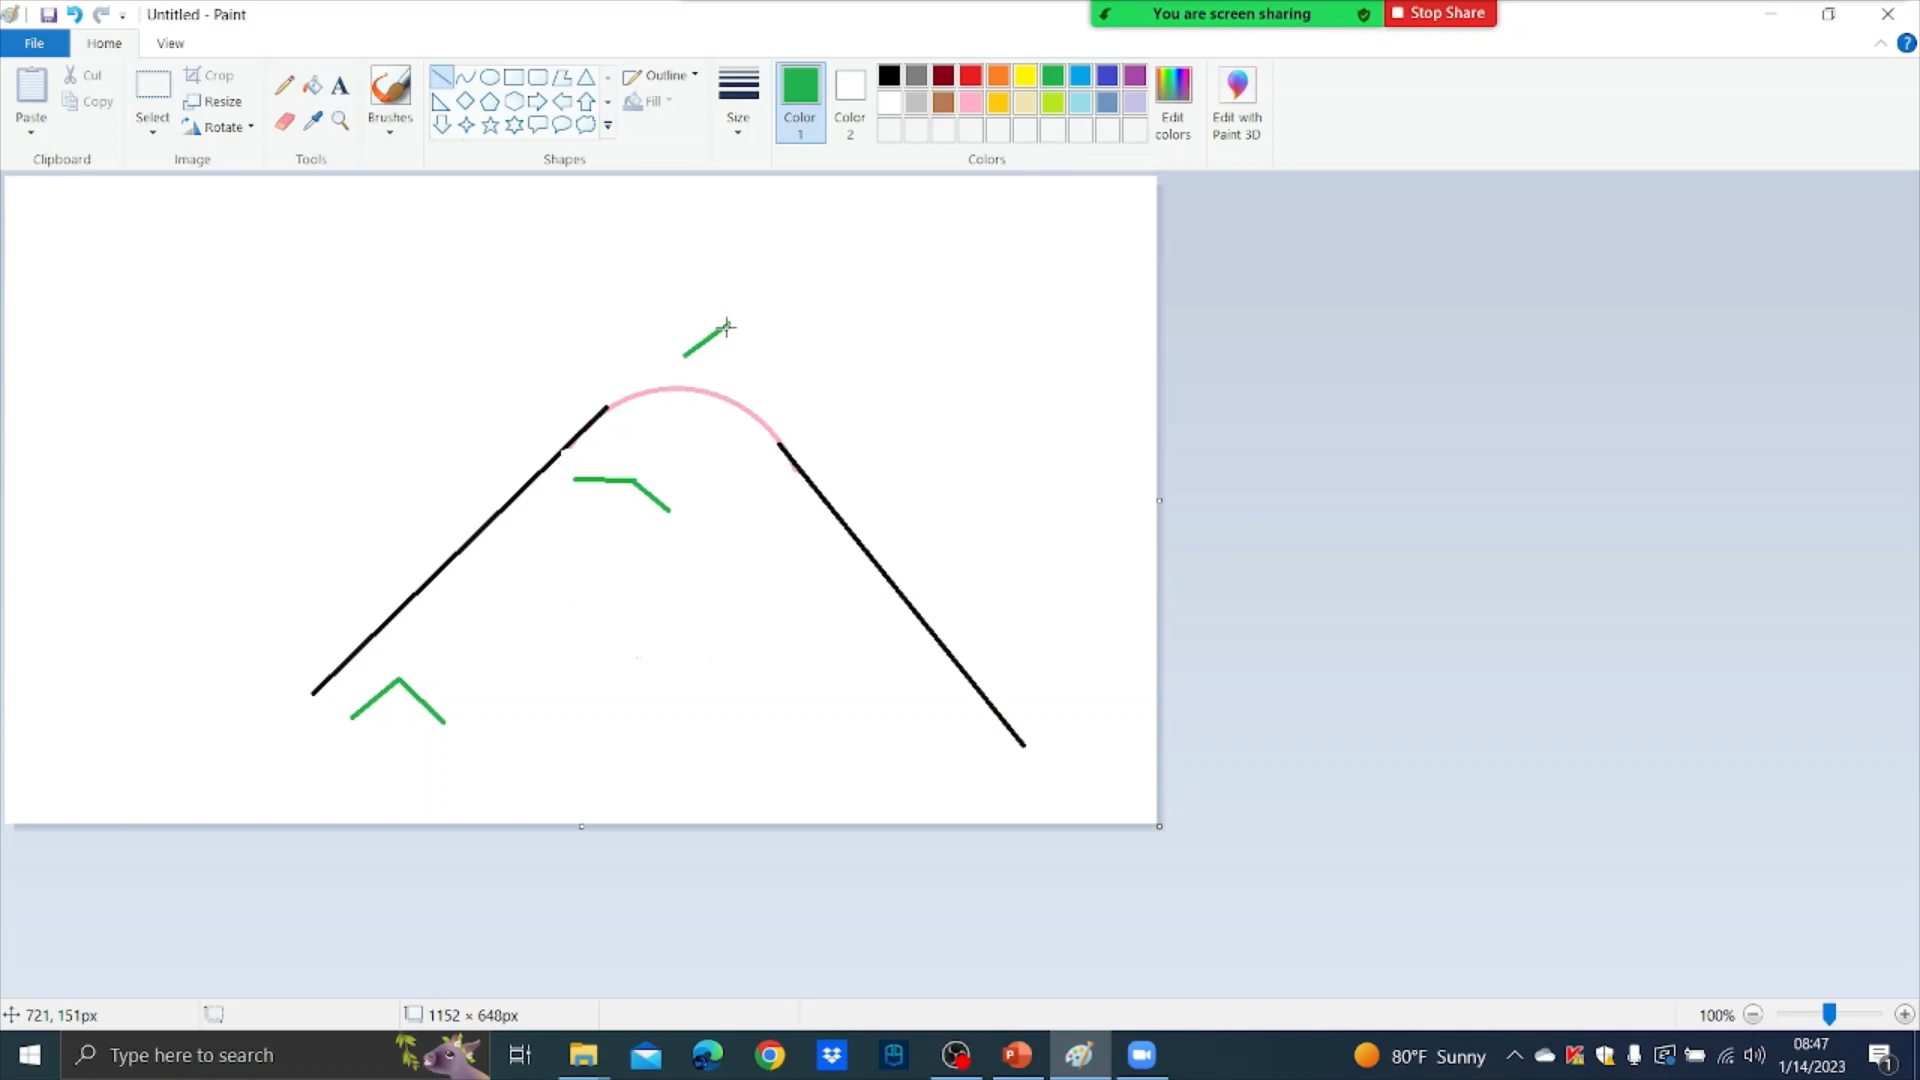 Untitled - Paint
You are screen sharing
Stop Share
File
Home
View
Paste
Cut
Copy
Clipboard
Select
Crop
Resize
Rotate
Image
A
Tools
Brushes
Outline
Fill
Shapes
Size
Color
1
Color
2
Edit
colors
Colors
Edit with
Paint 3D
?
721, 151px
1152 × 648px
100%
Type here to search
P
80°F Sunny
08:47
1/14/2023
1